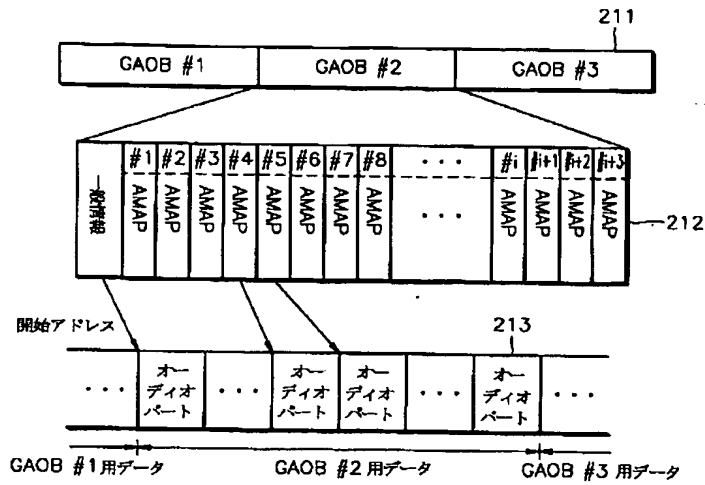 211
GAOB #1 GAOB #2 GAOB #3
#1 #2 #3 #4 #5 #6 #7 #8 ・・・ #i #i+1 #i+2 #i+3
一般情報 AMAP AMAP AMAP AMAP AMAP AMAP AMAP AMAP ・・・ AMAP AMAP AMAP AMAP
212
開始アドレス
213
・・・ オーディオパート ・・・ オーディオパート オーディオパート ・・・ オーディオパート ・・・
GAOB #1用データ GAOB #2用データ GAOB #3用データ